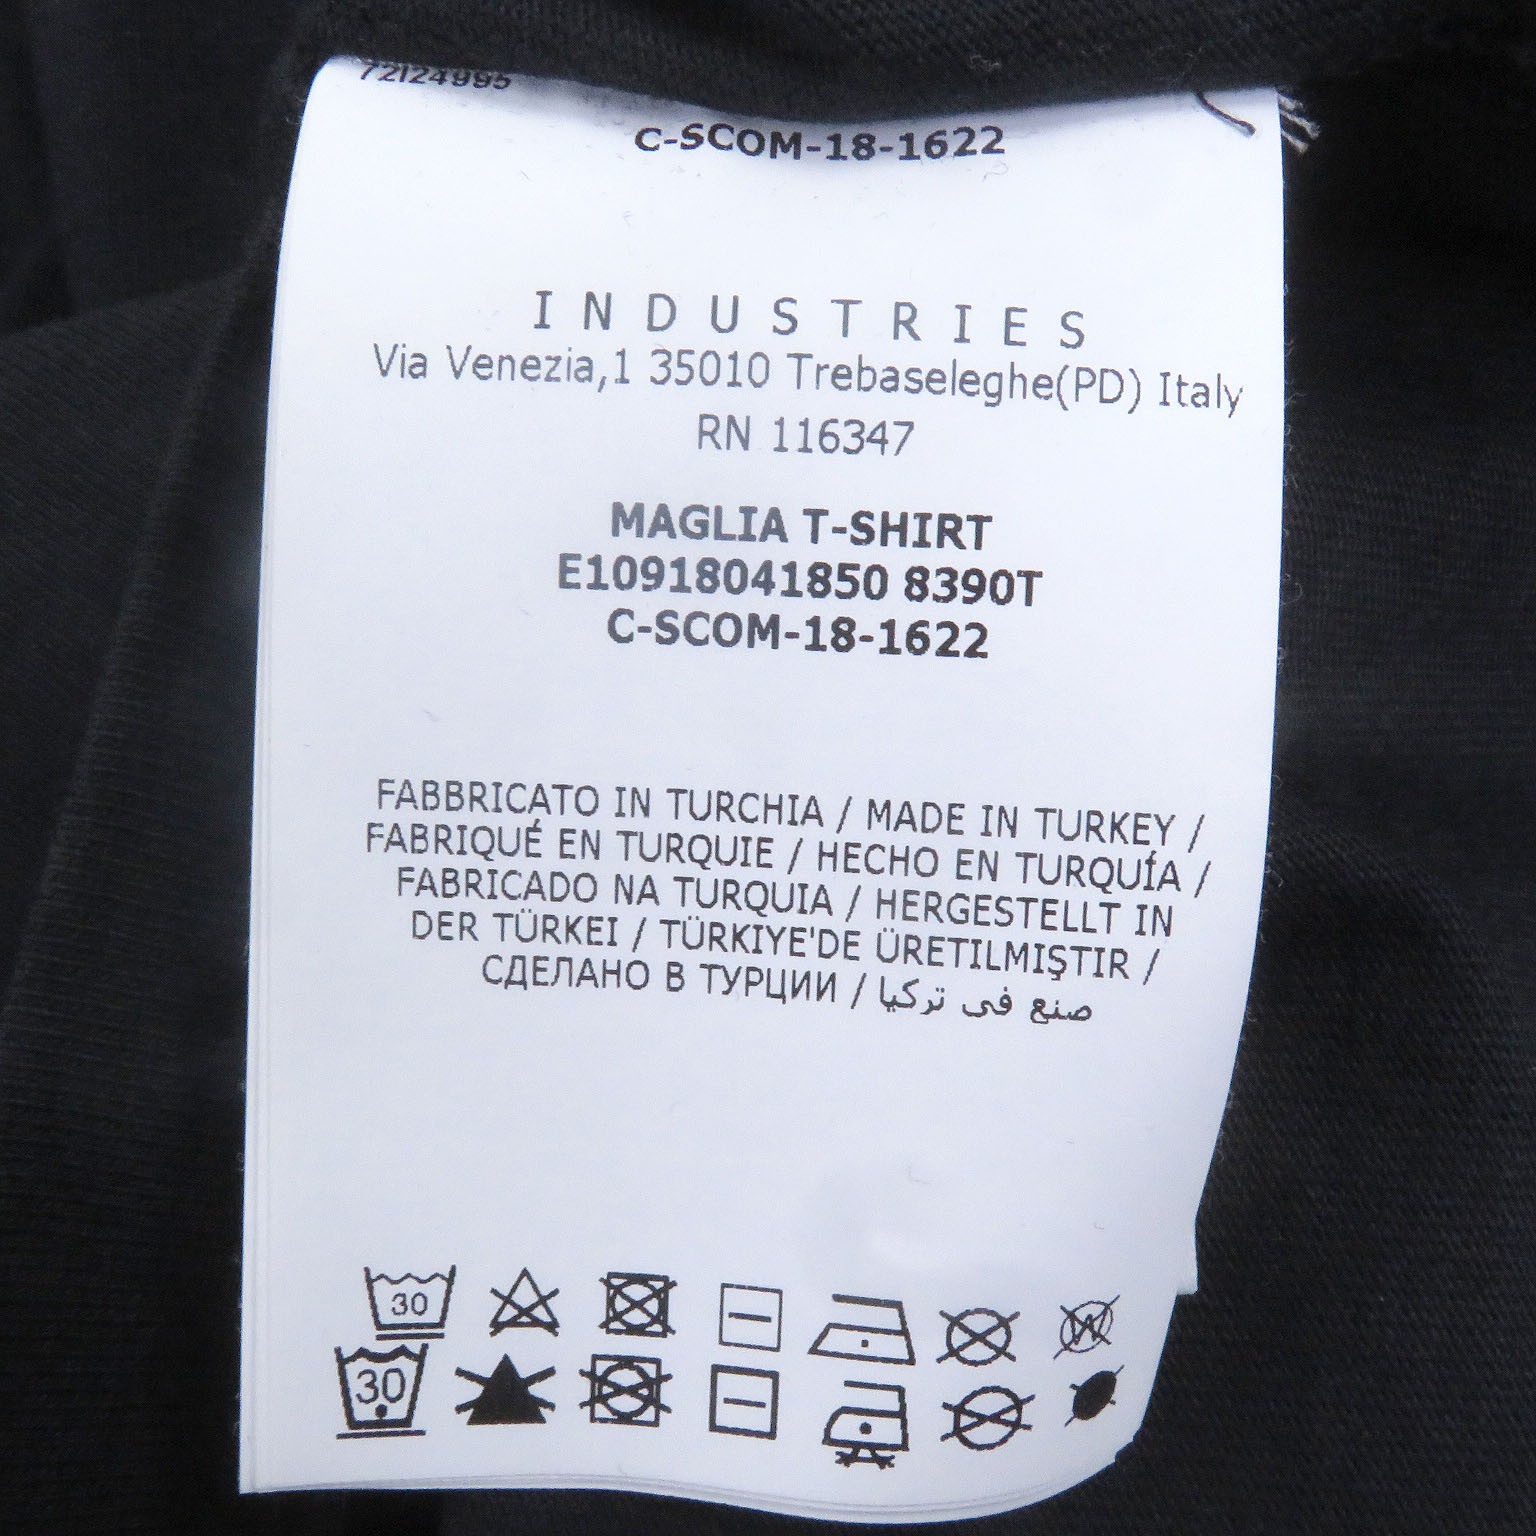 72124995
C-SCOM-18-1622
INDUSTRIES
Via Venezia,1 35010 Trebaseleghe(PD) Italy
RN 116347
MAGLIA T-SHIRT
E10918041850 8390T
C-SCOM-18-1622
FABBRICATO IN TURCHIA / MADE IN TURKEY /
FABRIQUÉ EN TURQUIE / HECHO EN TURQUÍA /
FABRICADO NA TURQUIA / HERGESTELLT IN
DER TÜRKEI / TÜRKIYE'DE ÜRETILMIŞTIR /
СДЕЛАНО В ТУРЦИИ / صنع في تركيا
30 W
30